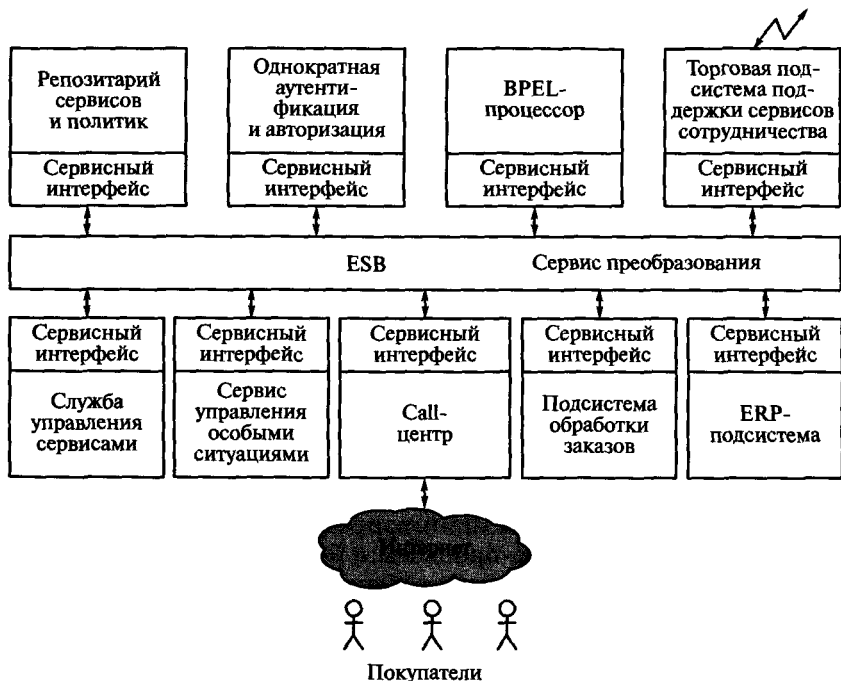 Репозитарий
сервисов
и политик
Сервисный
интерфейс
Однократная
аутенти-
фикация
и авторизация
Сервисный
интерфейс
BPEL-
процессор
Сервисный
интерфейс
Торговая под-
система под-
держки сервисов
сотрудничества
Сервисный
интерфейс
ESB
Сервис преобразования
Сервисный
интерфейс
Служба
управления
сервисами
Сервисный
интерфейс
Сервис
управления
особыми
ситуациями
Сервисный
интерфейс
Call-
центр
Сервисный
интерфейс
Подсистема
обработки
заказов
Сервисный
интерфейс
ERP-
подсистема
Интернет
Покупатели